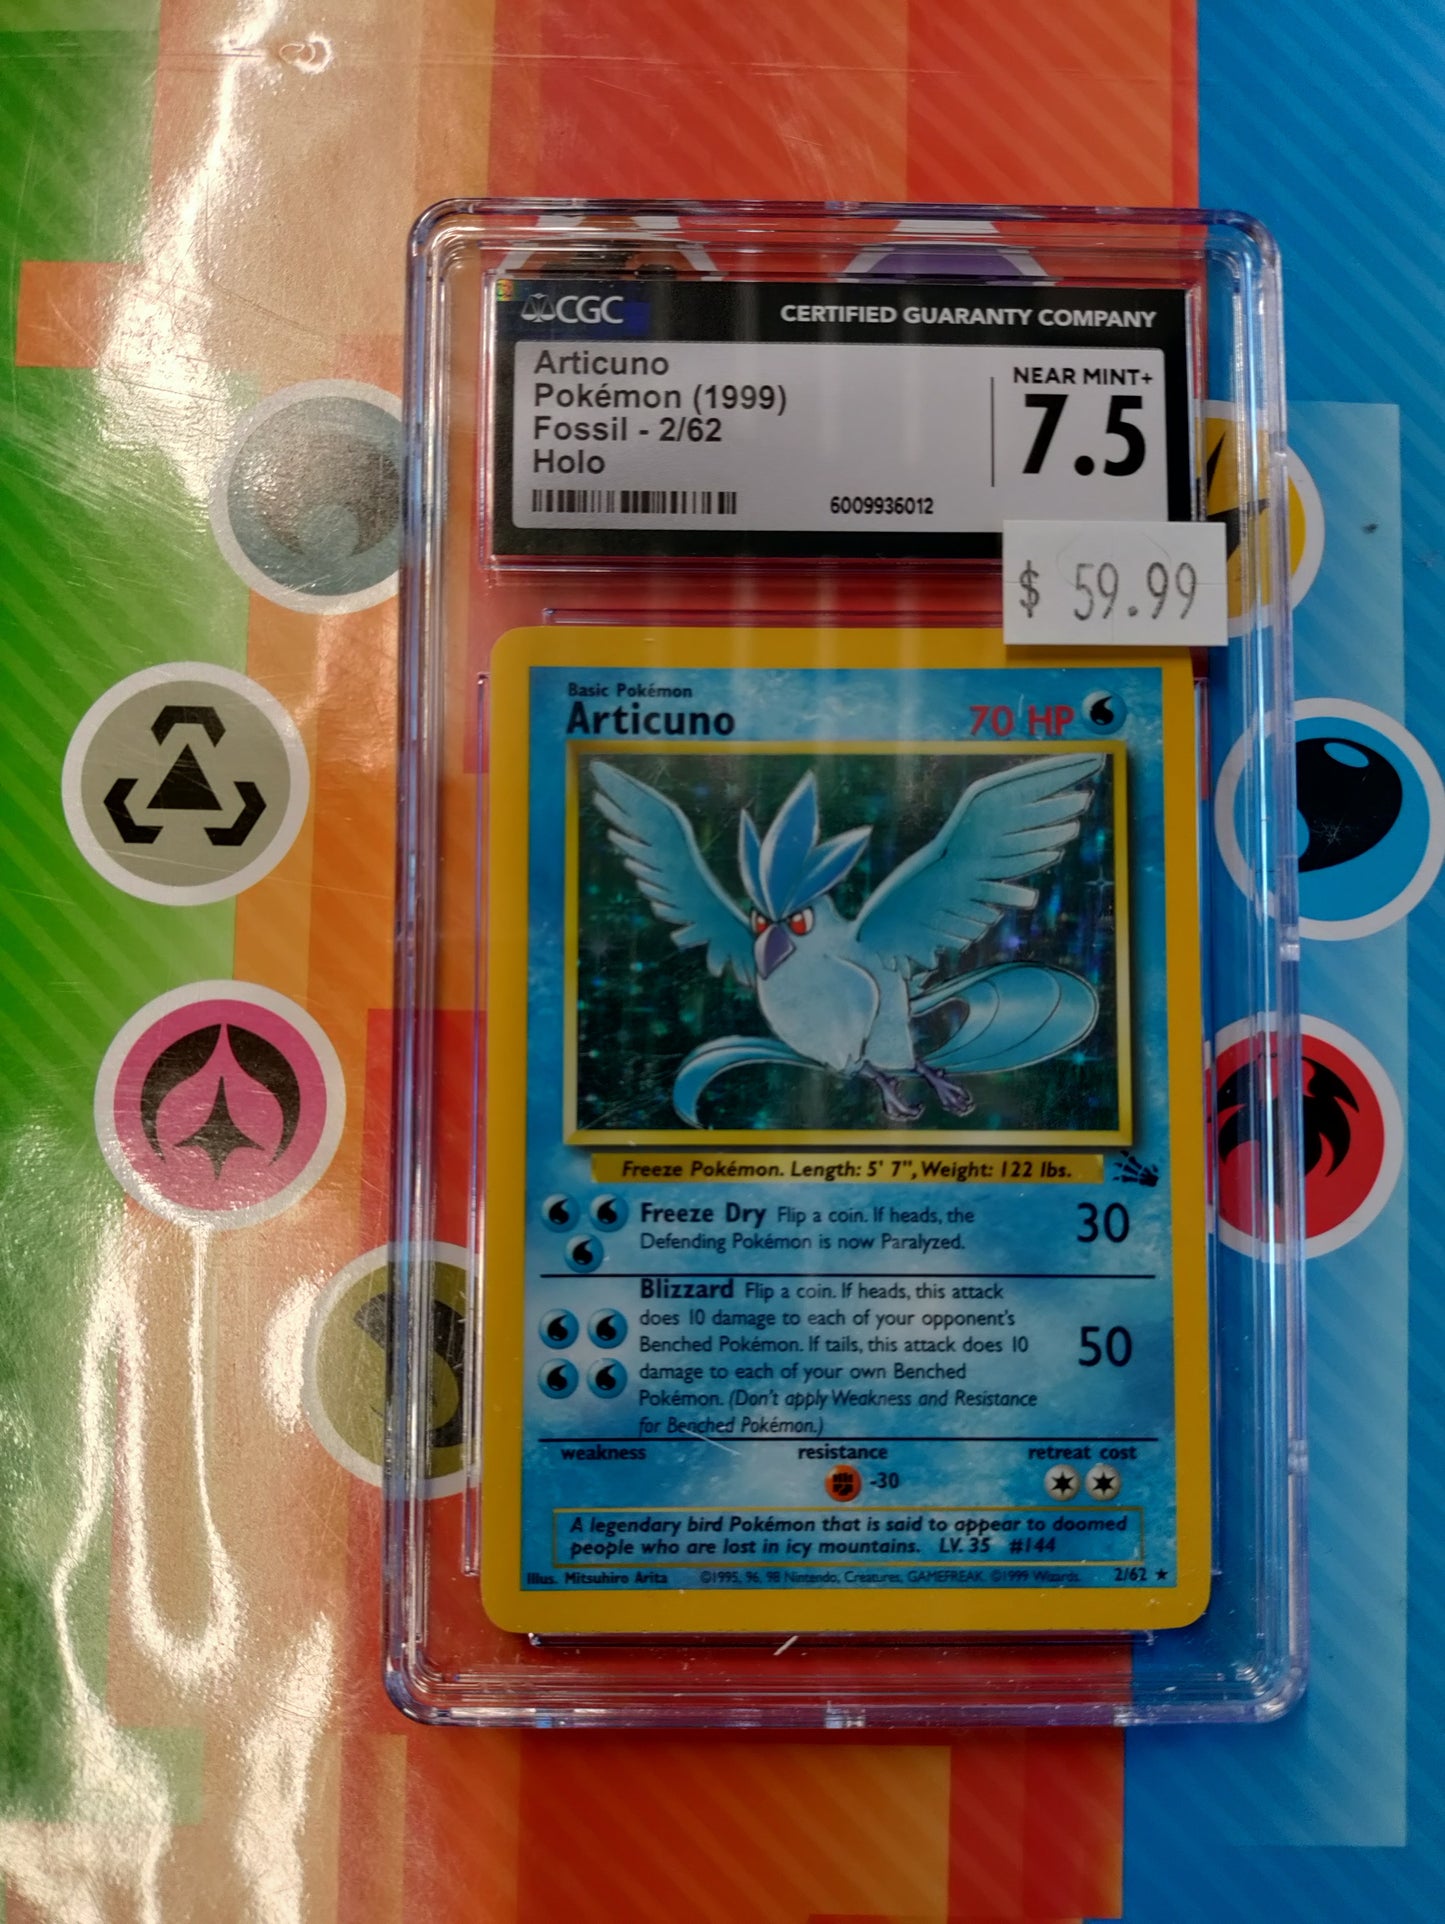 CGC
CERTIFIED GUARANTY COMPANY
Articuno
Pokémon (1999)
Fossil - 2/62
Holo
NEAR MINT+
7.5
6009936012
$ 59.99
Basic Pokémon
Articuno
70 HP
Freeze Pokémon. Length: 5' 7", Weight: 122 lbs.
Freeze Dry Flip a coin. If heads, the
Defending Pokémon is now Paralyzed.
30
Blizzard Flip a coin. If heads, this attack
does 10 damage to each of your opponent's
Benched Pokémon. If tails, this attack does 10
damage to each of your own Benched
Pokémon. (Don't apply Weakness and Resistance
for Benched Pokémon.)
50
weakness
resistance
retreat cost
-30
A legendary bird Pokémon that is said to appear to doomed
people who are lost in icy mountains. LV. 35 #144
Illus. Mitsuhiro Arita
©1995, 96, 98 Nintendo, Creatures, GAMEFREAK. ©1999 Wizards.
2/62 ★